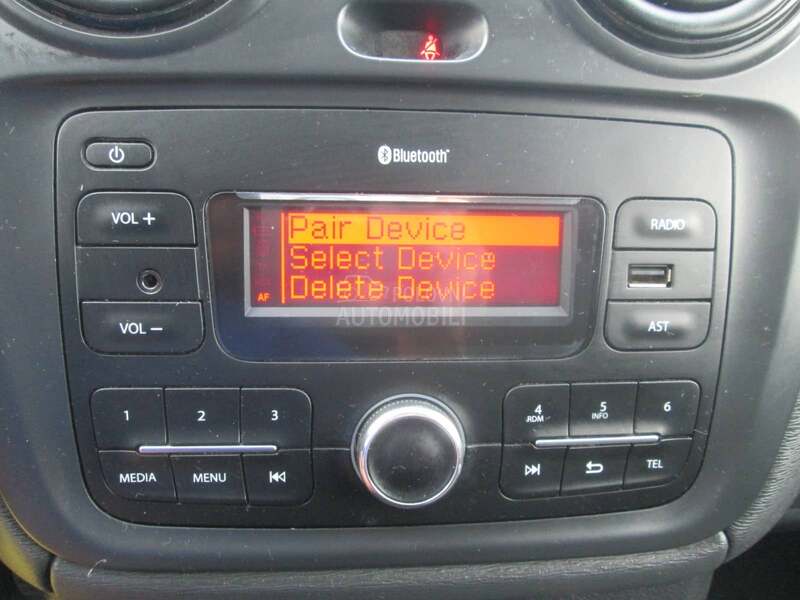 Bluetooth
VOL +
RADIO
Pair Device
Select Device
Delete Device
AF
AUTOMOBILI
VOL –
AST
1 2 3
4 RDM 5 INFO 6
MEDIA MENU
TEL